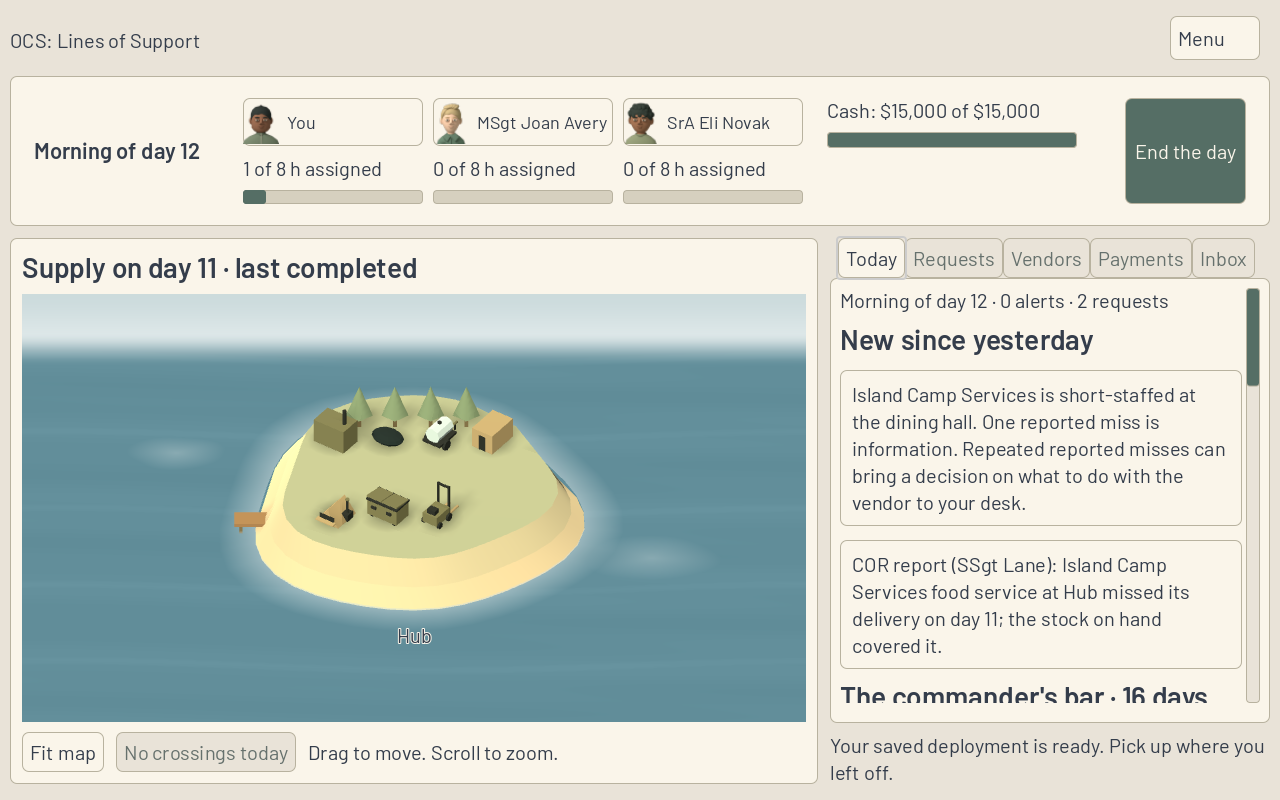 OCS: Lines of Support
Menu
Morning of day 12
You
1 of 8 h assigned
MSgt Joan Avery
0 of 8 h assigned
SrA Eli Novak
0 of 8 h assigned
Cash: $15,000 of $15,000
End the day
Supply on day 11 · last completed
Hub
Fit map
No crossings today
Drag to move. Scroll to zoom.
Today
Requests
Vendors
Payments
Inbox
Morning of day 12 · 0 alerts · 2 requests
New since yesterday
Island Camp Services is short-staffed at
the dining hall. One reported miss is
information. Repeated reported misses can
bring a decision on what to do with the
vendor to your desk.
COR report (SSgt Lane): Island Camp
Services food service at Hub missed its
delivery on day 11; the stock on hand
covered it.
The commander's bar · 16 days
Your saved deployment is ready. Pick up where you
left off.